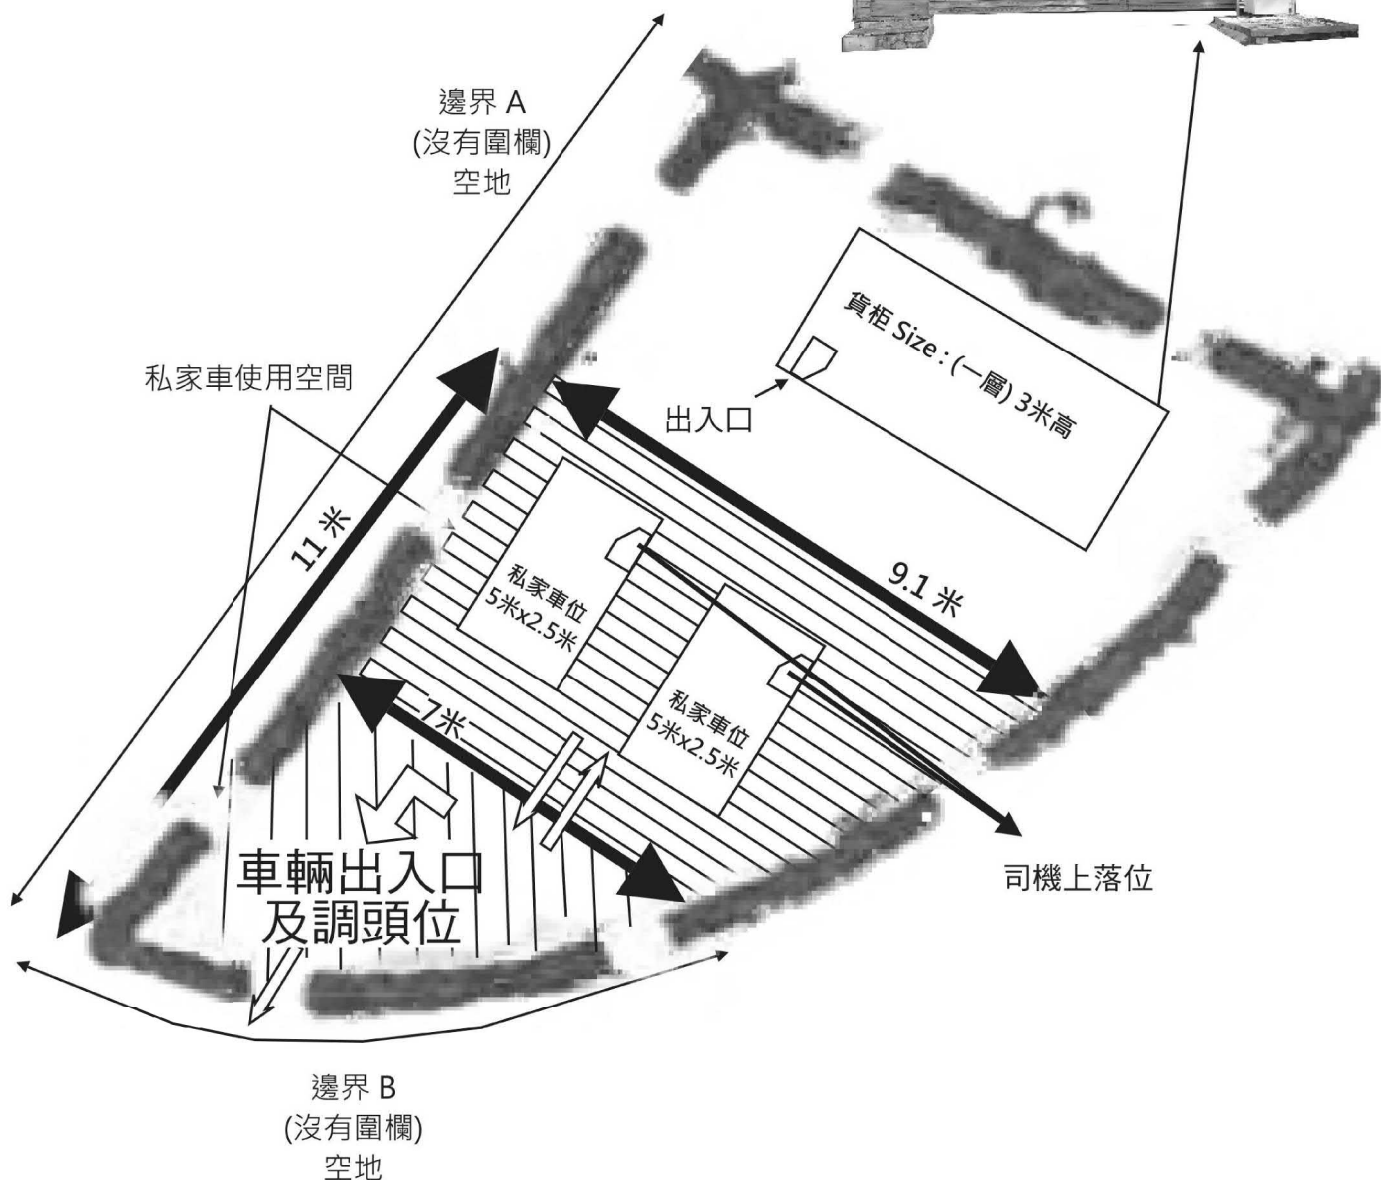 邊界 A
(沒有圍欄)
空地
貨柜 Size : (一層) 3米高
私家車使用空間
出入口
11 米
9.1 米
私家車位
5米x2.5米
私家車位
5米x2.5米
7米
車輛出入口
及調頭位
司機上落位
邊界 B
(沒有圍欄)
空地